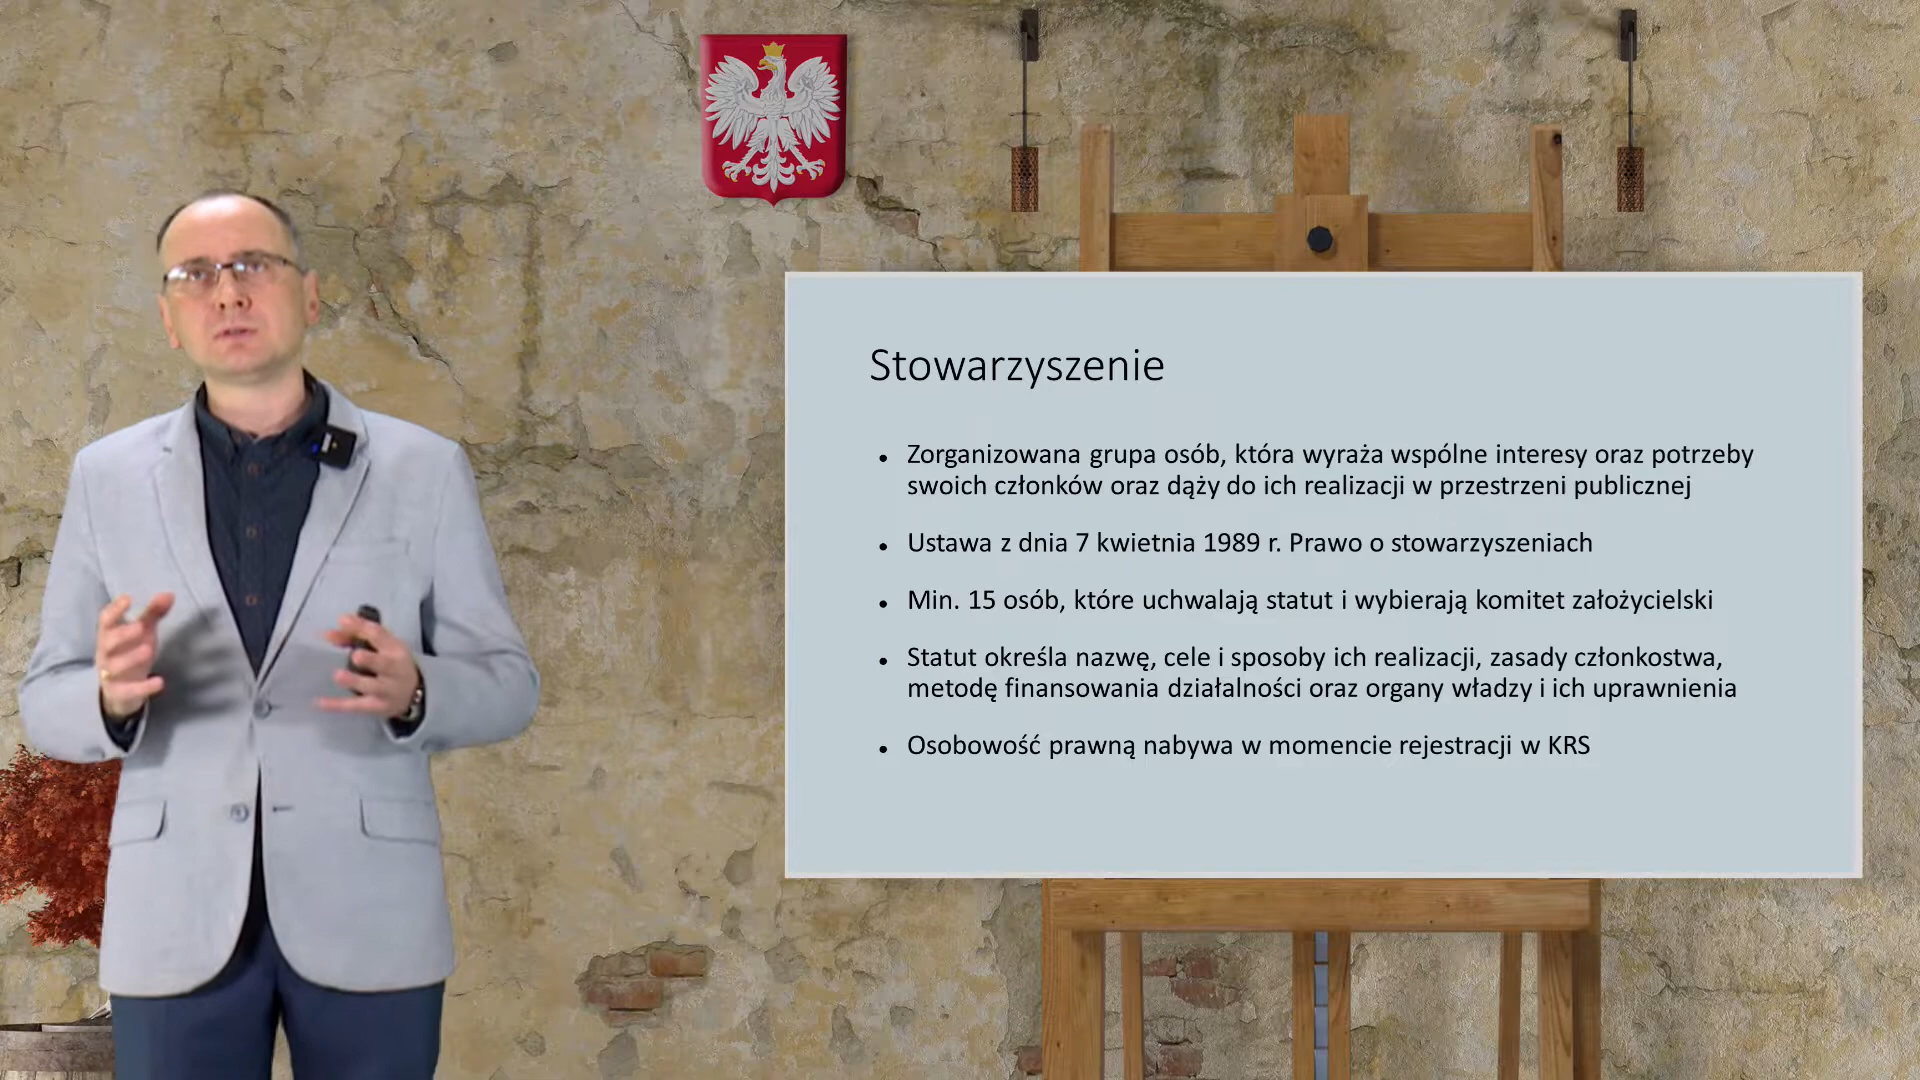 Stowarzyszenie
• Zorganizowana grupa osób, która wyraża wspólne interesy oraz potrzeby
swoich członków oraz dąży do ich realizacji w przestrzeni publicznej
• Ustawa z dnia 7 kwietnia 1989 r. Prawo o stowarzyszeniach
• Min. 15 osób, które uchwalają statut i wybierają komitet założycielski
• Statut określa nazwę, cele i sposoby ich realizacji, zasady członkostwa,
metodę finansowania działalności oraz organy władzy i ich uprawnienia
• Osobowość prawną nabywa w momencie rejestracji w KRS